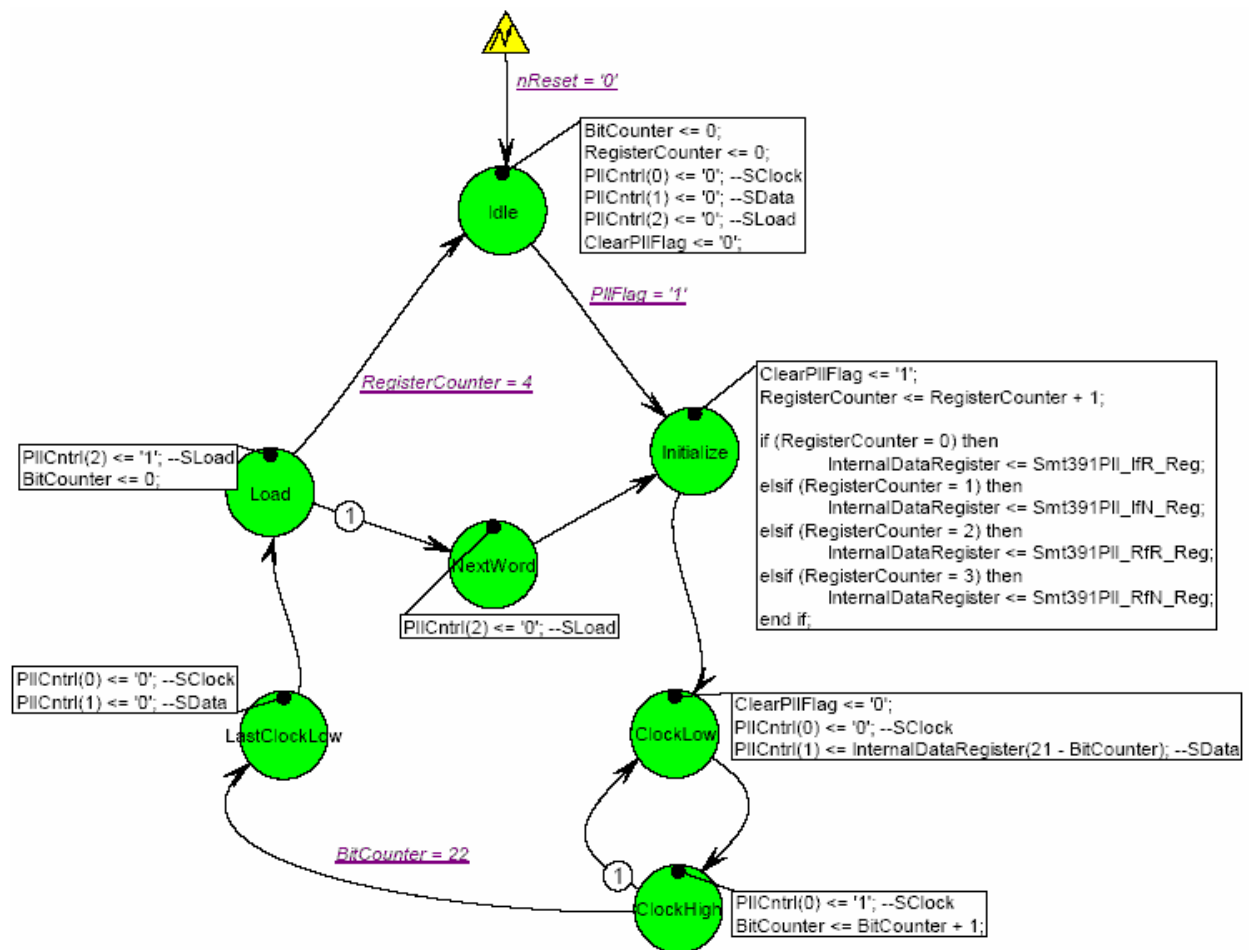 nReset = '0'
BitCounter <= 0;
RegisterCounter <= 0;
PllCntrl(0) <= '0'; --SClock
PllCntrl(1) <= '0'; --SData
PllCntrl(2) <= '0'; --SLoad
ClearPllFlag <= '0';
Idle
PllFlag = '1'
RegisterCounter = 4
ClearPllFlag <= '1';
RegisterCounter <= RegisterCounter + 1;
if (RegisterCounter = 0) then
InternalDataRegister <= Smt391Pll_IfR_Reg;
elsif (RegisterCounter = 1) then
InternalDataRegister <= Smt391Pll_IfN_Reg;
elsif (RegisterCounter = 2) then
InternalDataRegister <= Smt391Pll_RfR_Reg;
elsif (RegisterCounter = 3) then
InternalDataRegister <= Smt391Pll_RfN_Reg;
end if;
Initialize
PllCntrl(2) <= '1'; --SLoad
BitCounter <= 0;
Load
1
NextWord
PllCntrl(2) <= '0'; --SLoad
PllCntrl(0) <= '0'; --SClock
PllCntrl(1) <= '0'; --SData
LastClockLow
ClockLow
ClearPllFlag <= '0';
PllCntrl(0) <= '0'; --SClock
PllCntrl(1) <= InternalDataRegister(21 - BitCounter); --SData
BitCounter = 22
1
ClockHigh
PllCntrl(0) <= '1'; --SClock
BitCounter <= BitCounter + 1;